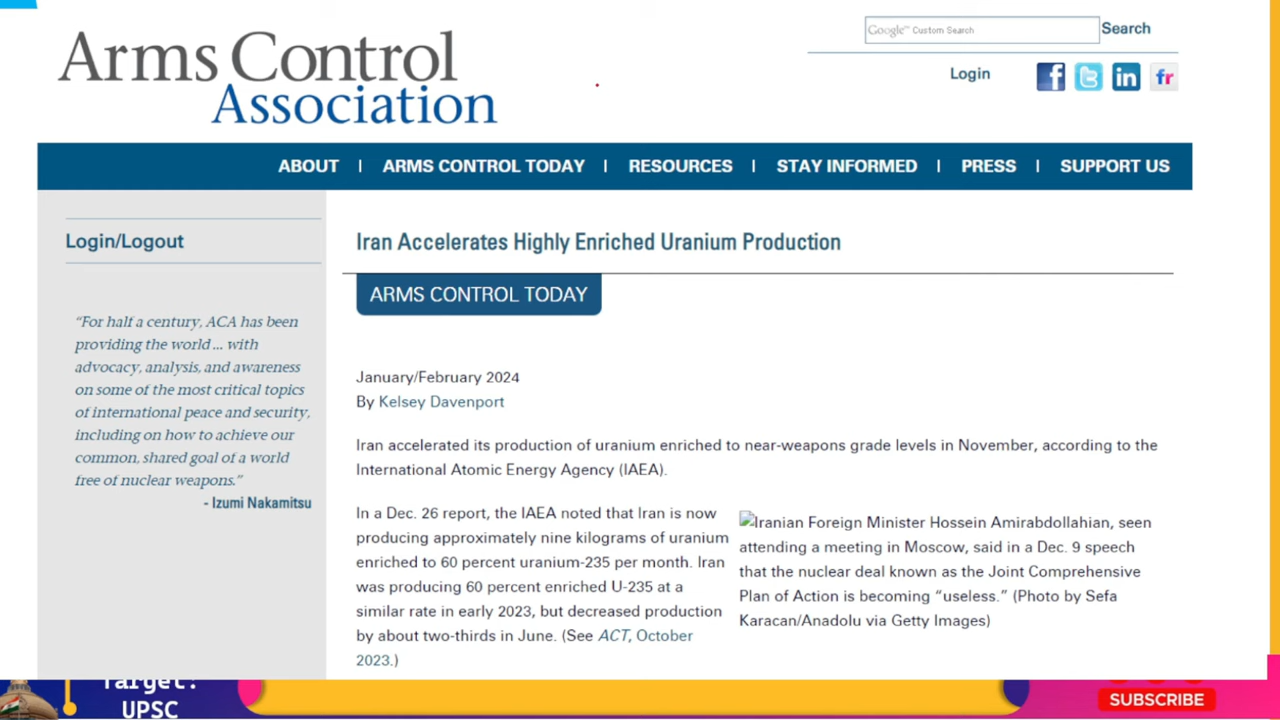 Arms Control
Association
Google™ Custom Search
Search
Login
ABOUT | ARMS CONTROL TODAY | RESOURCES | STAY INFORMED | PRESS | SUPPORT US
Login/Logout
“For half a century, ACA has been
providing the world ... with
advocacy, analysis, and awareness
on some of the most critical topics
of international peace and security,
including on how to achieve our
common, shared goal of a world
free of nuclear weapons.”
- Izumi Nakamitsu
Iran Accelerates Highly Enriched Uranium Production
ARMS CONTROL TODAY
January/February 2024
By Kelsey Davenport
Iran accelerated its production of uranium enriched to near-weapons grade levels in November, according to the
International Atomic Energy Agency (IAEA).
In a Dec. 26 report, the IAEA noted that Iran is now
producing approximately nine kilograms of uranium
enriched to 60 percent uranium-235 per month. Iran
was producing 60 percent enriched U-235 at a
similar rate in early 2023, but decreased production
by about two-thirds in June. (See ACT, October
2023.)
Iranian Foreign Minister Hossein Amirabdollahian, seen
attending a meeting in Moscow, said in a Dec. 9 speech
that the nuclear deal known as the Joint Comprehensive
Plan of Action is becoming “useless.” (Photo by Sefa
Karacan/Anadolu via Getty Images)
Target:
UPSC
SUBSCRIBE